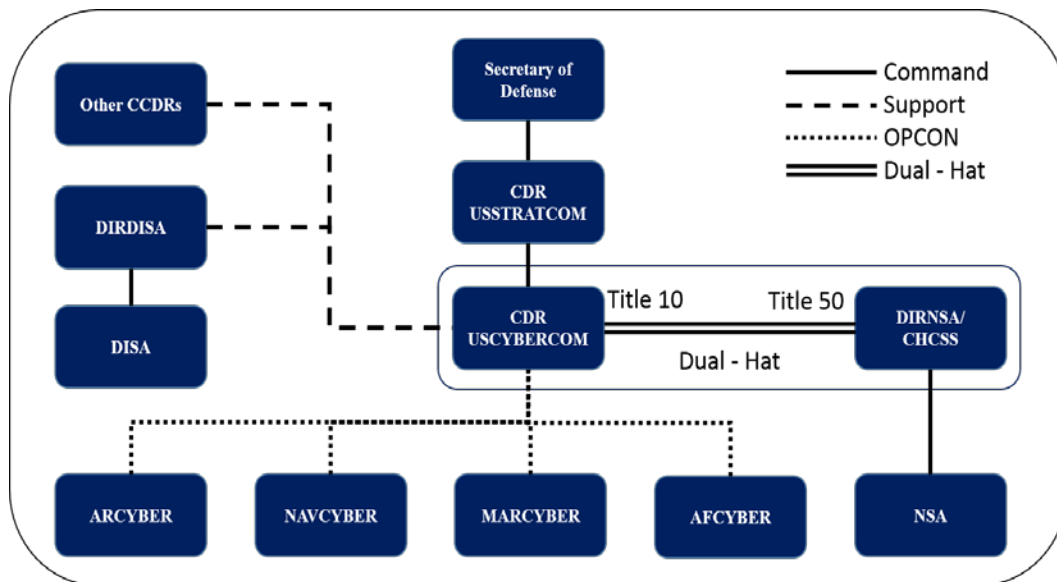 Secretary of
Defense
Command
Support
OPCON
Dual - Hat
Other CCDRs
CDR
USSTRATCOM
DIRDISA
DISA
CDR
USCYBERCOM
Title 10
Title 50
Dual - Hat
DIRNSA/
CHCSS
ARCYBER
NAVCYBER
MARCYBER
AFCYBER
NSA